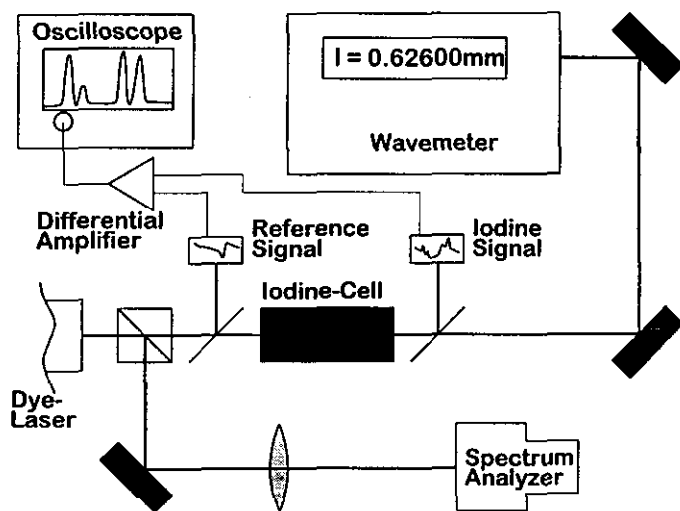 Oscilloscope
l = 0.62600mm
Wavemeter
Differential
Amplifier
Reference
Signal
Iodine
Signal
Iodine-Cell
Dye-
Laser
Spectrum
Analyzer